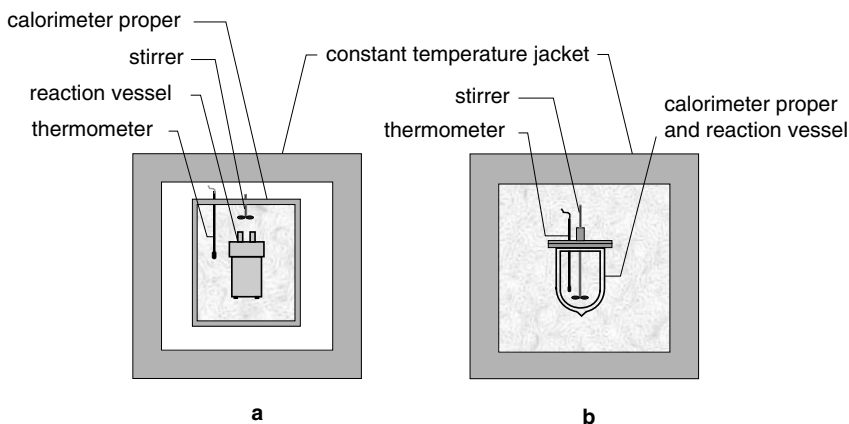 calorimeter proper
stirrer
reaction vessel
thermometer
constant temperature jacket
stirrer
thermometer
calorimeter proper
and reaction vessel
a
b